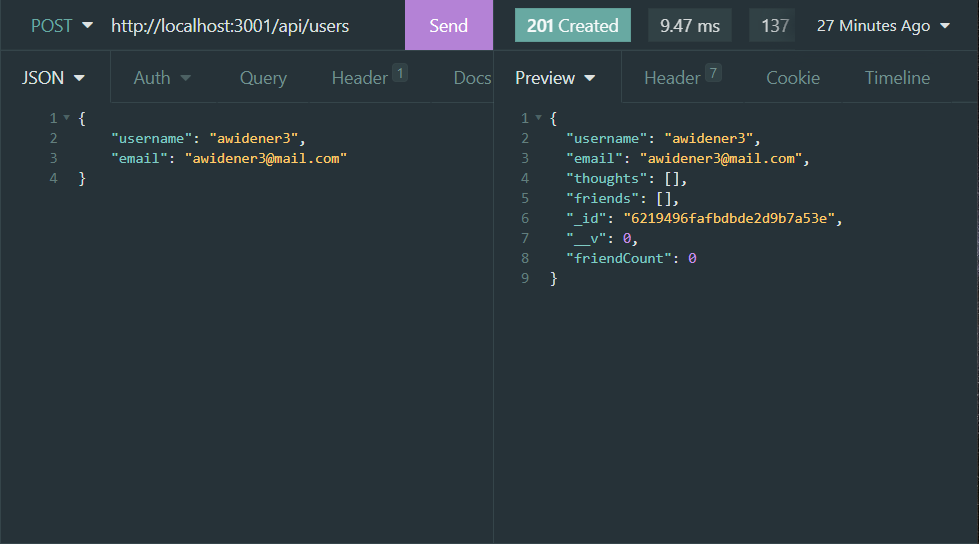 POST http://localhost:3001/api/users Send 201 Created 9.47 ms 137 27 Minutes Ago
JSON Auth Query Header 1 Docs Preview Header 7 Cookie Timeline
1 {
2 "username": "awidener3",
3 "email": "awidener3@mail.com"
4 }
1 {
2 "username": "awidener3",
3 "email": "awidener3@mail.com",
4 "thoughts": [],
5 "friends": [],
6 "_id": "6219496fafbdbde2d9b7a53e",
7 "__v": 0,
8 "friendCount": 0
9 }